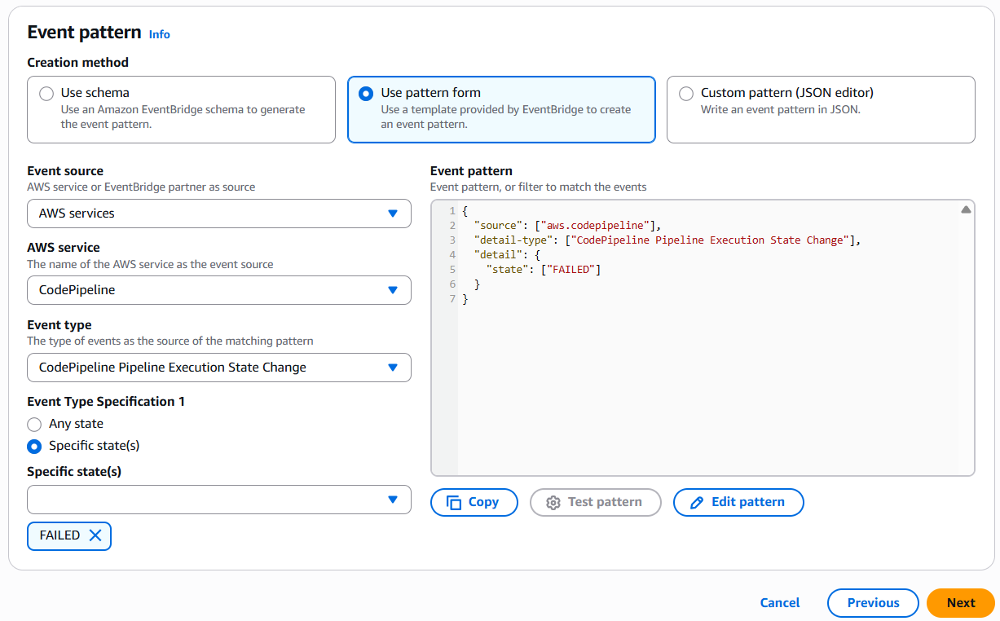 Event pattern Info
Creation method
Use schema
Use an Amazon EventBridge schema to generate
the event pattern.
Use pattern form
Use a template provided by EventBridge to create
an event pattern.
Custom pattern (JSON editor)
Write an event pattern in JSON.
Event source
AWS service or EventBridge partner as source
AWS services
AWS service
The name of the AWS service as the event source
CodePipeline
Event type
The type of events as the source of the matching pattern
CodePipeline Pipeline Execution State Change
Event Type Specification 1
Any state
Specific state(s)
Specific state(s)
FAILED
Event pattern
Event pattern, or filter to match the events
1 {
2   "source": ["aws.codepipeline"],
3   "detail-type": ["CodePipeline Pipeline Execution State Change"],
4   "detail": {
5     "state": ["FAILED"]
6   }
7 }
Copy
Test pattern
Edit pattern
Cancel
Previous
Next